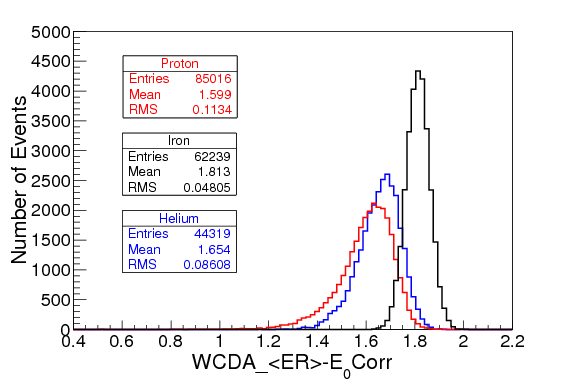 5000
4500
4000
3500
3000
2500
2000
1500
1000
500
0
Number of Events
Proton
Entries 85016
Mean 1.599
RMS 0.1134
Iron
Entries 62239
Mean 1.813
RMS 0.04805
Helium
Entries 44319
Mean 1.654
RMS 0.08608
0.4 0.6 0.8 1 1.2 1.4 1.6 1.8 2 2.2
WCDA_<ER>-E₀Corr